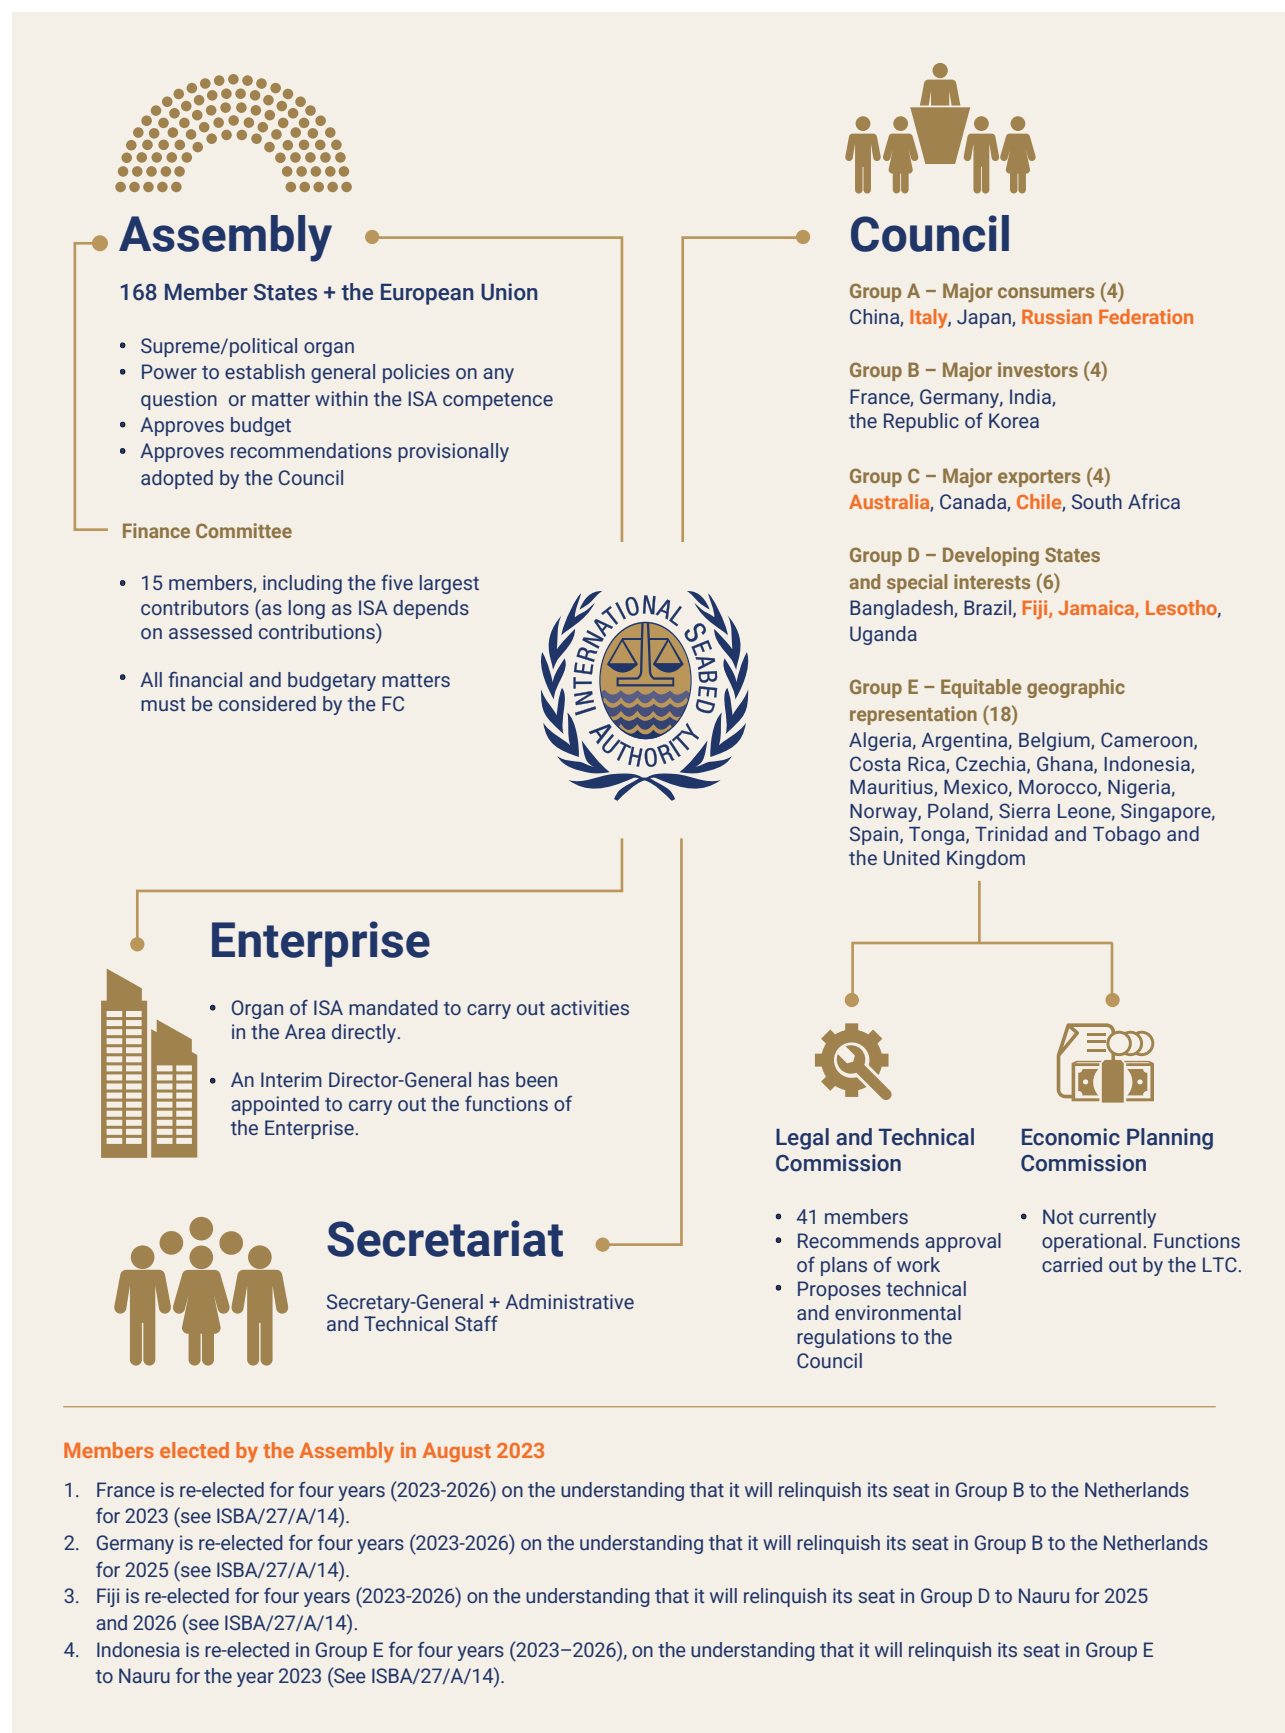 Assembly
168 Member States + the European Union
• Supreme/political organ
• Power to establish general policies on any
question or matter within the ISA competence
• Approves budget
• Approves recommendations provisionally
adopted by the Council
Finance Committee
• 15 members, including the five largest
contributors (as long as ISA depends
on assessed contributions)
• All financial and budgetary matters
must be considered by the FC
Council
Group A – Major consumers (4)
China, Italy, Japan, Russian Federation
Group B – Major investors (4)
France, Germany, India,
the Republic of Korea
Group C – Major exporters (4)
Australia, Canada, Chile, South Africa
Group D – Developing States
and special interests (6)
Bangladesh, Brazil, Fiji, Jamaica, Lesotho,
Uganda
Group E – Equitable geographic
representation (18)
Algeria, Argentina, Belgium, Cameroon,
Costa Rica, Czechia, Ghana, Indonesia,
Mauritius, Mexico, Morocco, Nigeria,
Norway, Poland, Sierra Leone, Singapore,
Spain, Tonga, Trinidad and Tobago and
the United Kingdom
INTERNATIONAL SEABED
AUTHORITY
Enterprise
• Organ of ISA mandated to carry out activities
in the Area directly.
• An Interim Director-General has been
appointed to carry out the functions of
the Enterprise.
Secretariat
Secretary-General + Administrative
and Technical Staff
Legal and Technical
Commission
• 41 members
• Recommends approval
of plans of work
• Proposes technical
and environmental
regulations to the
Council
Economic Planning
Commission
• Not currently
operational. Functions
carried out by the LTC.
Members elected by the Assembly in August 2023
1. France is re-elected for four years (2023-2026) on the understanding that it will relinquish its seat in Group B to the Netherlands
for 2023 (see ISBA/27/A/14).
2. Germany is re-elected for four years (2023-2026) on the understanding that it will relinquish its seat in Group B to the Netherlands
for 2025 (see ISBA/27/A/14).
3. Fiji is re-elected for four years (2023-2026) on the understanding that it will relinquish its seat in Group D to Nauru for 2025
and 2026 (see ISBA/27/A/14).
4. Indonesia is re-elected in Group E for four years (2023–2026), on the understanding that it will relinquish its seat in Group E
to Nauru for the year 2023 (See ISBA/27/A/14).